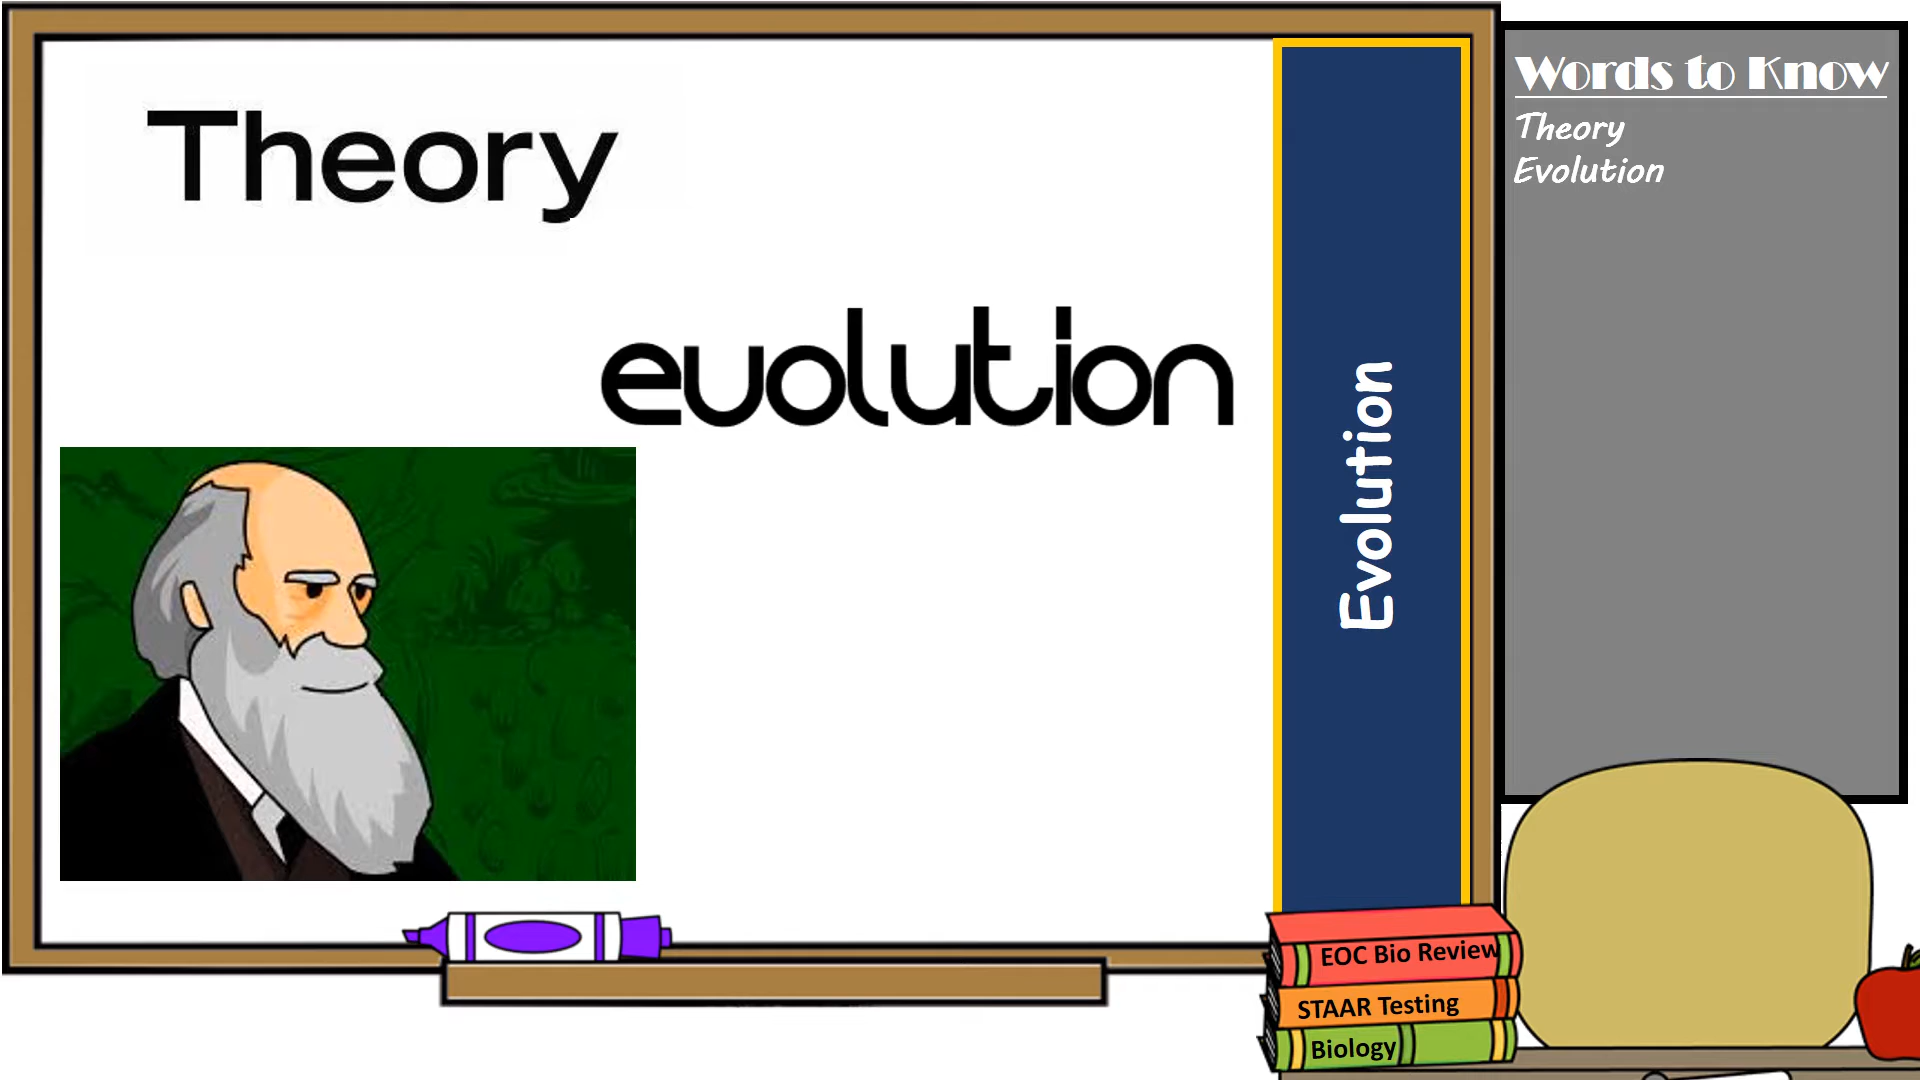 Theory
evolution
Evolution
Words to Know
Theory
Evolution
EOC Bio Review
STAAR Testing
Biology